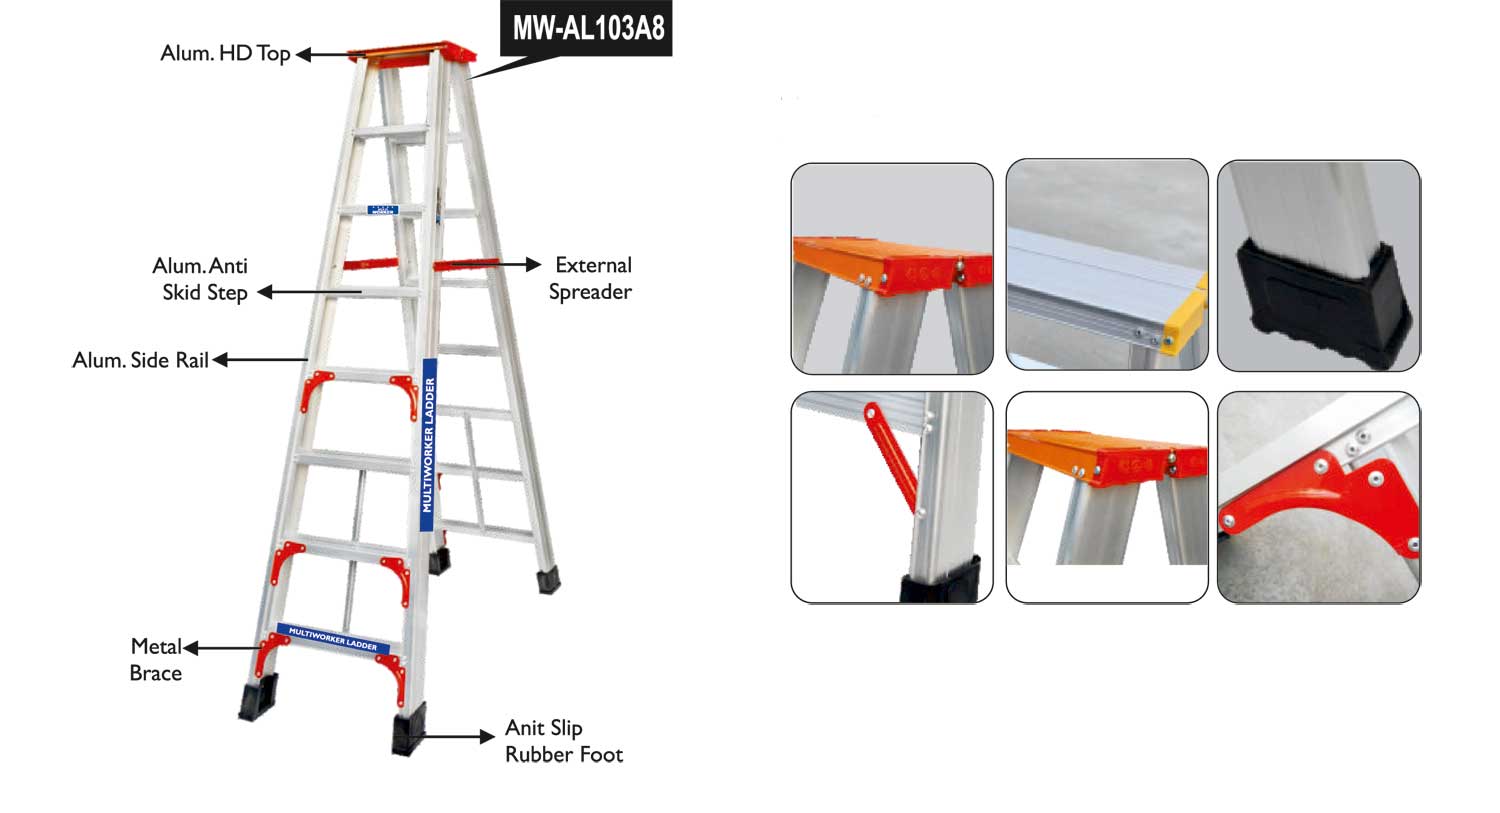 MW-AL103A8
Alum. HD Top
Alum. Anti
Skid Step
External
Spreader
Alum. Side Rail
WORKER
MULTIWORKER LADDER
MULTIWORKER LADDER
Metal
Brace
Anit Slip
Rubber Foot